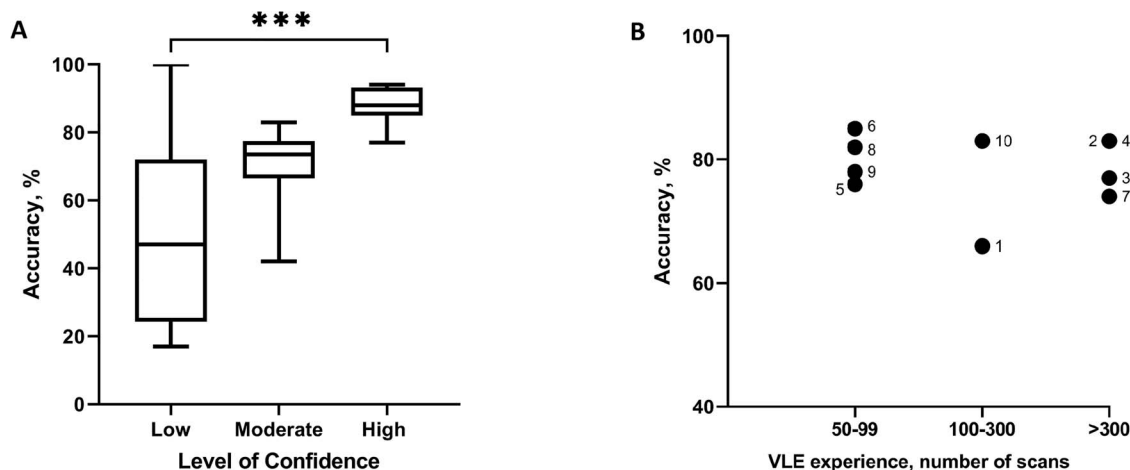 A
***
Accuracy, %
100
80
60
40
20
0
Low Moderate High
Level of Confidence
B
Accuracy, %
100
80
60
40
6
8
9
5
10
1
2 4
3
7
50-99 100-300 >300
VLE experience, number of scans